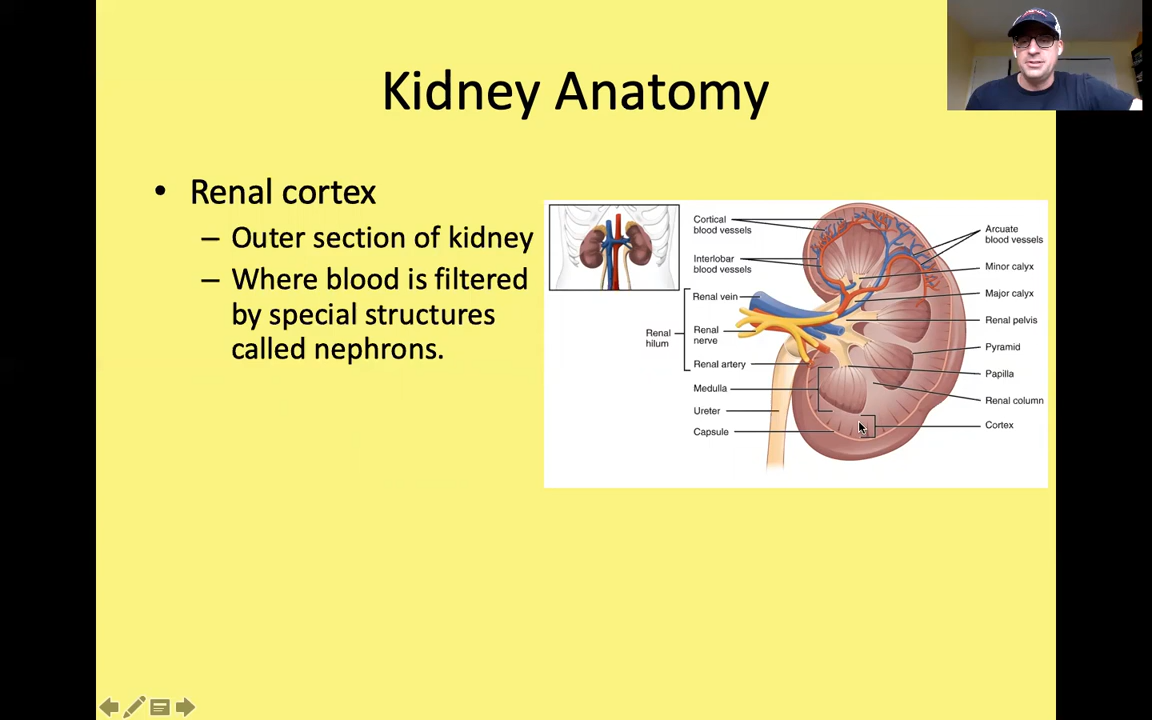 Kidney Anatomy
• Renal cortex
– Outer section of kidney
– Where blood is filtered
by special structures
called nephrons.
Cortical
blood vessels
Interlobar
blood vessels
Renal vein
Renal
hilum
Renal
nerve
Renal artery
Medulla
Ureter
Capsule
Arcuate
blood vessels
Minor calyx
Major calyx
Renal pelvis
Pyramid
Papilla
Renal column
Cortex